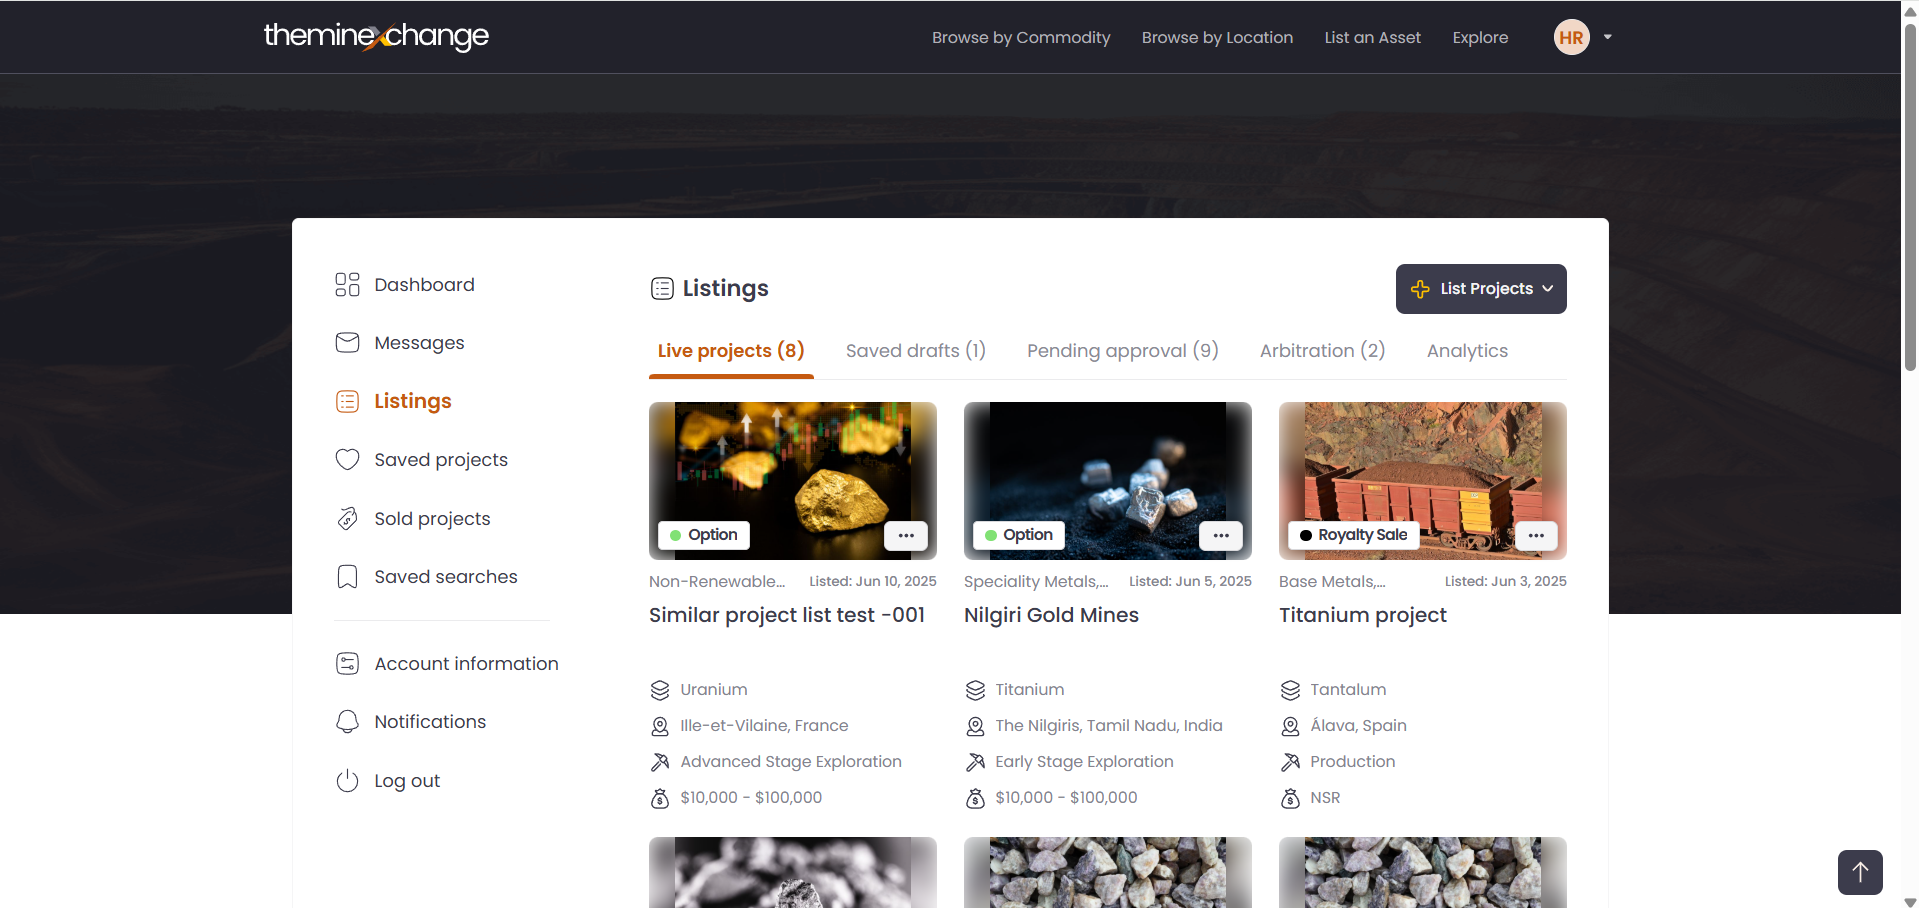 theminexchange
Browse by Commodity
Browse by Location
List an Asset
Explore
HR
Dashboard
Messages
Listings
Saved projects
Sold projects
Saved searches
Account information
Notifications
Log out
Listings
List Projects
Live projects (8)
Saved drafts (1)
Pending approval (9)
Arbitration (2)
Analytics
Option
Non-Renewable...
Listed: Jun 10, 2025
Similar project list test -001
Uranium
Ille-et-Vilaine, France
Advanced Stage Exploration
$10,000 - $100,000
Option
Speciality Metals,...
Listed: Jun 5, 2025
Nilgiri Gold Mines
Titanium
The Nilgiris, Tamil Nadu, India
Early Stage Exploration
$10,000 - $100,000
Royalty Sale
Base Metals,...
Listed: Jun 3, 2025
Titanium project
Tantalum
Álava, Spain
Production
NSR